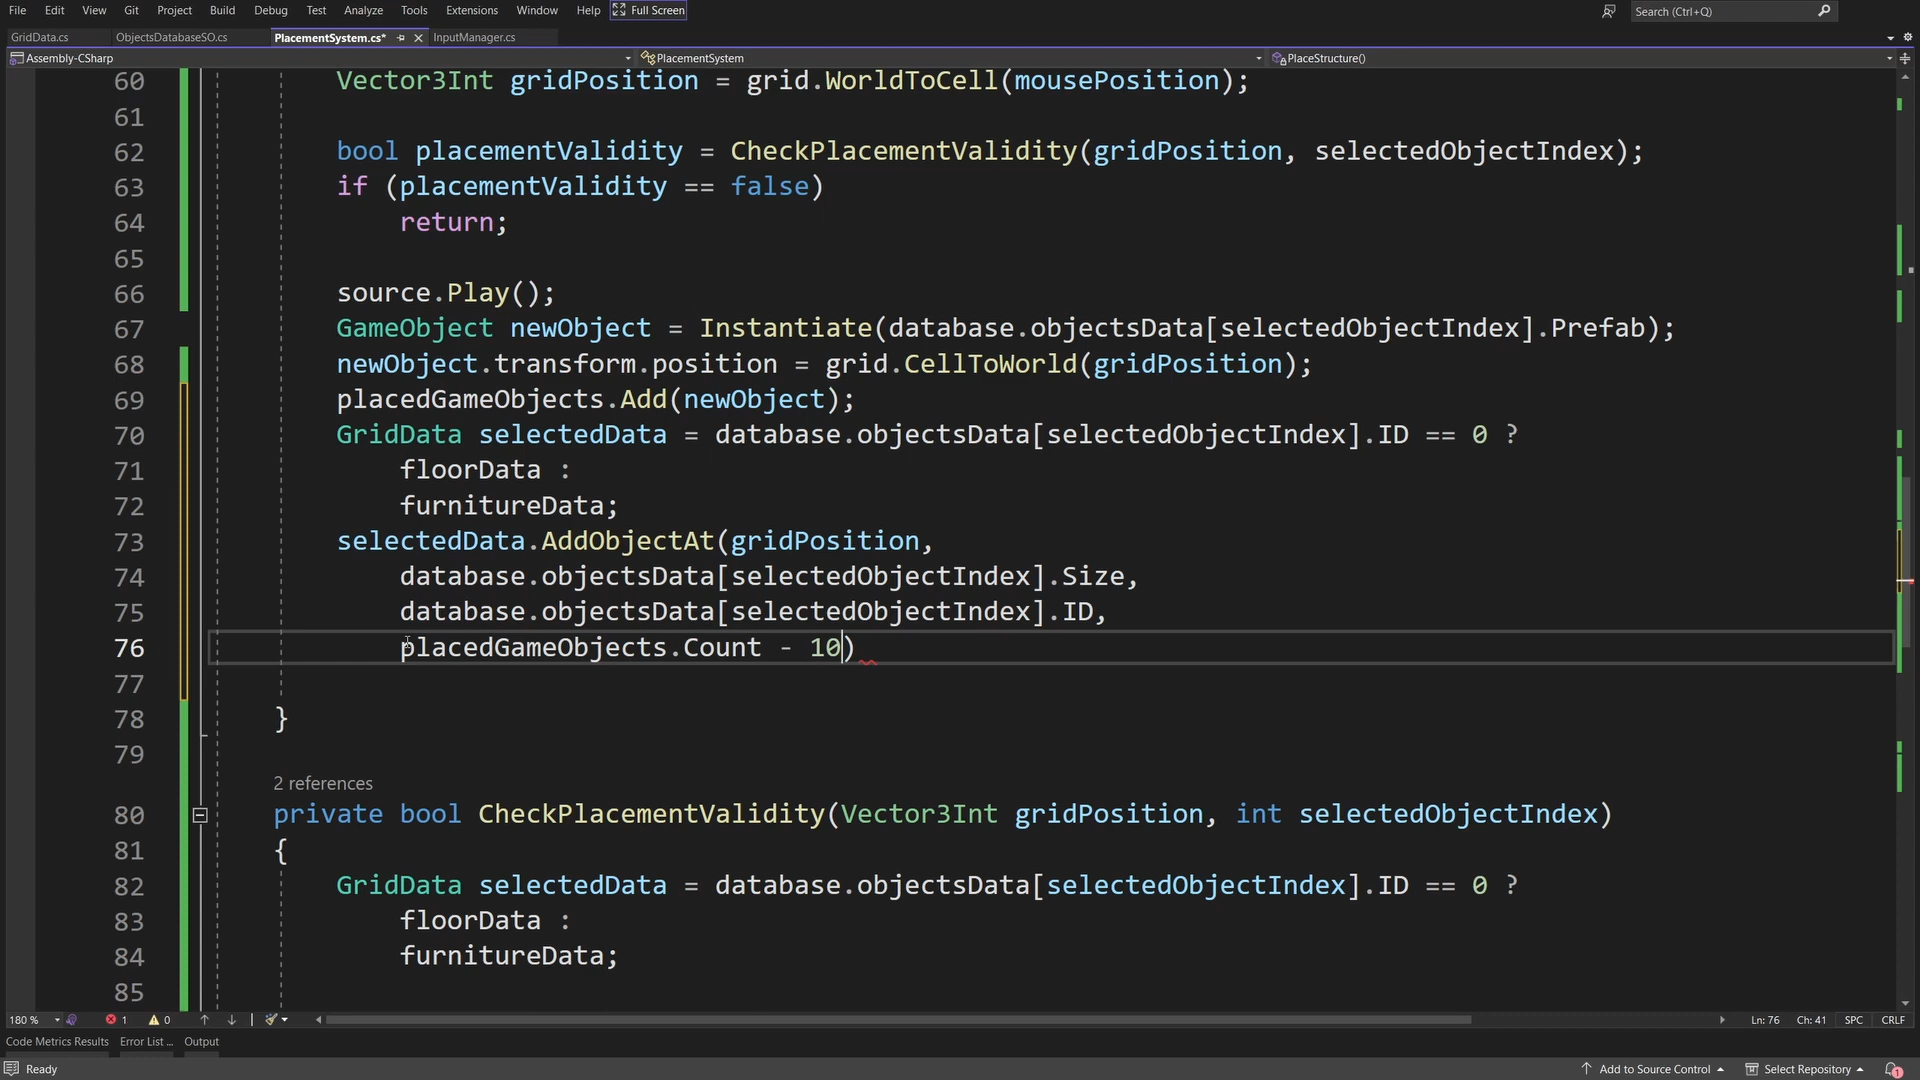 File Edit View Git Project Build Debug Test Analyze Tools Extensions Window Help Full Screen Search (Ctrl+Q)
GridData.cs ObjectsDatabaseSO.cs PlacementSystem.cs* InputManager.cs
Assembly-CSharp PlacementSystem PlaceStructure()
60 Vector3Int gridPosition = grid.WorldToCell(mousePosition);
61
62 bool placementValidity = CheckPlacementValidity(gridPosition, selectedObjectIndex);
63 if (placementValidity == false)
64 return;
65
66 source.Play();
67 GameObject newObject = Instantiate(database.objectsData[selectedObjectIndex].Prefab);
68 newObject.transform.position = grid.CellToWorld(gridPosition);
69 placedGameObjects.Add(newObject);
70 GridData selectedData = database.objectsData[selectedObjectIndex].ID == 0 ?
71 floorData :
72 furnitureData;
73 selectedData.AddObjectAt(gridPosition,
74 database.objectsData[selectedObjectIndex].Size,
75 database.objectsData[selectedObjectIndex].ID,
76 placedGameObjects.Count - 10)
77
78 }
79
2 references
80 private bool CheckPlacementValidity(Vector3Int gridPosition, int selectedObjectIndex)
81 {
82 GridData selectedData = database.objectsData[selectedObjectIndex].ID == 0 ?
83 floorData :
84 furnitureData;
85
180 % 1 0 Ln: 76 Ch: 41 SPC CRLF
Code Metrics Results Error List ... Output
Ready Add to Source Control Select Repository 1